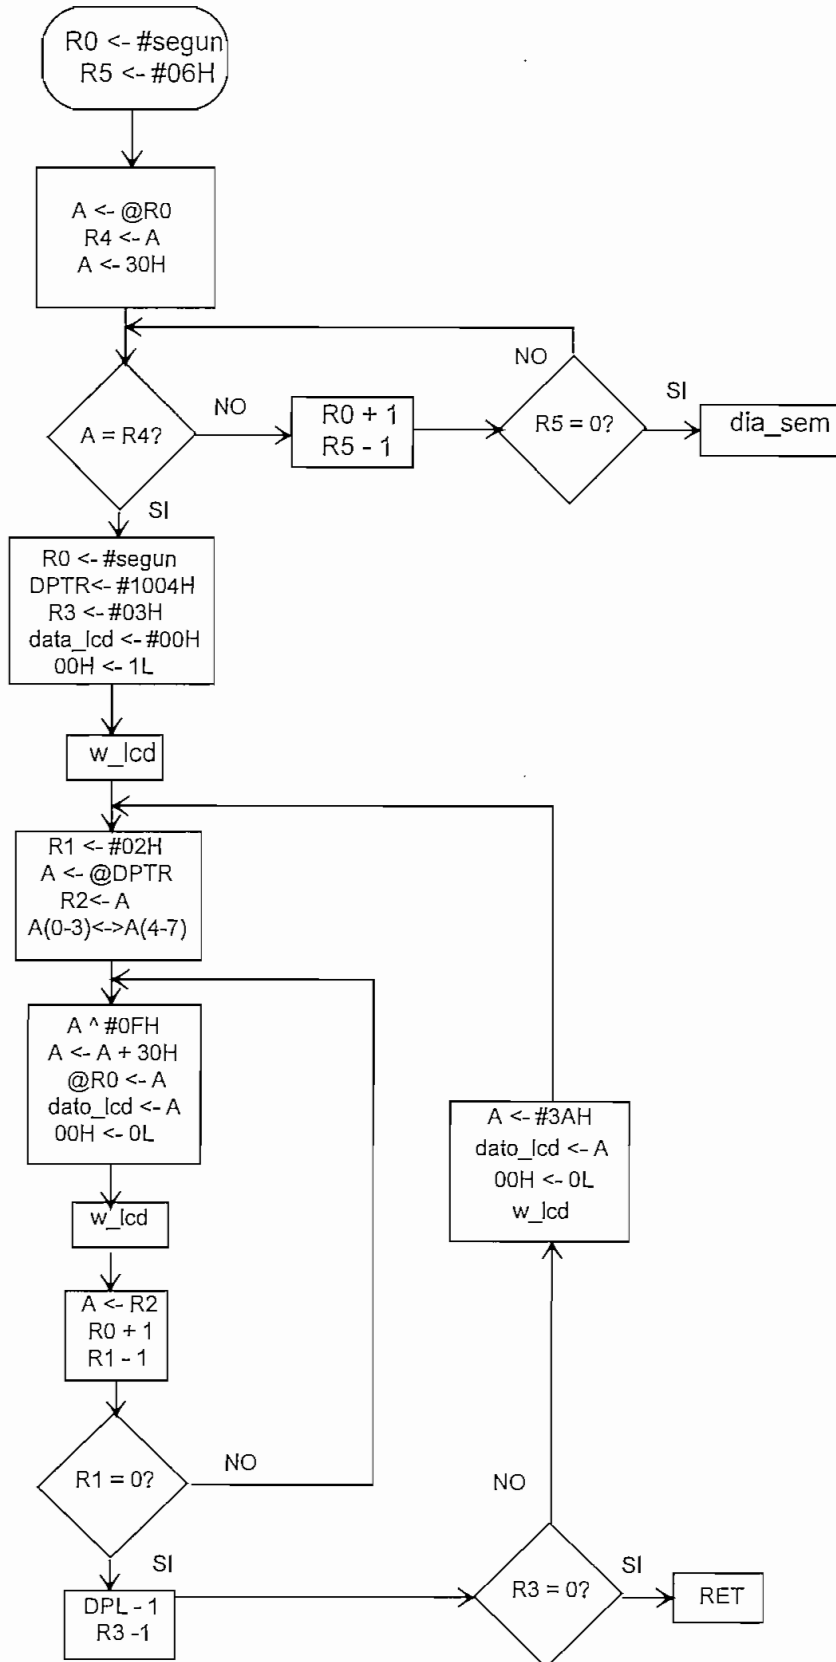 R0 <- #segun
R5 <- #06H
A <- @R0
R4 <- A
A <- 30H
A = R4?
NO
R0 + 1
R5 - 1
NO
R5 = 0?
SI
dia_sem
SI
R0 <- #segun
DPTR<- #1004H
R3 <- #03H
data_lcd <- #00H
00H <- 1L
w_lcd
R1 <- #02H
A <- @DPTR
R2<- A
A(0-3)<->A(4-7)
A ^ #0FH
A <- A + 30H
@R0 <- A
dato_lcd <- A
00H <- 0L
w_lcd
A <- R2
R0 + 1
R1 - 1
R1 = 0?
NO
SI
DPL - 1
R3 -1
A <- #3AH
dato_lcd <- A
00H <- 0L
w_lcd
NO
R3 = 0?
SI
RET